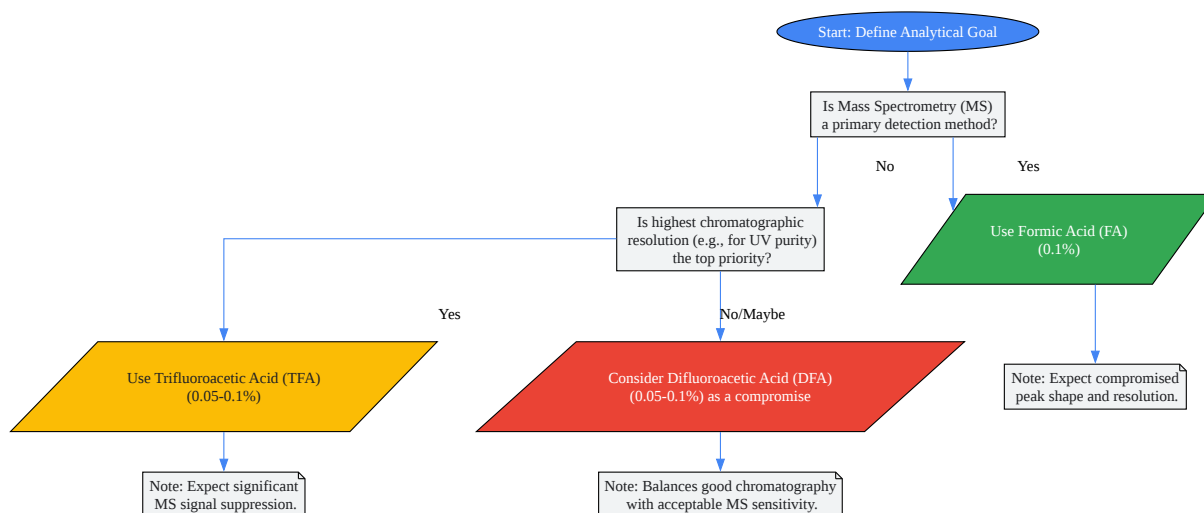 Start: Define Analytical Goal
Is Mass Spectrometry (MS)
a primary detection method?
No
Yes
Is highest chromatographic
resolution (e.g., for UV purity)
the top priority?
Use Formic Acid (FA)
(0.1%)
Yes
No/Maybe
Use Trifluoroacetic Acid (TFA)
(0.05-0.1%)
Consider Difluoroacetic Acid (DFA)
(0.05-0.1%) as a compromise
Note: Expect compromised
peak shape and resolution.
Note: Expect significant
MS signal suppression.
Note: Balances good chromatography
with acceptable MS sensitivity.